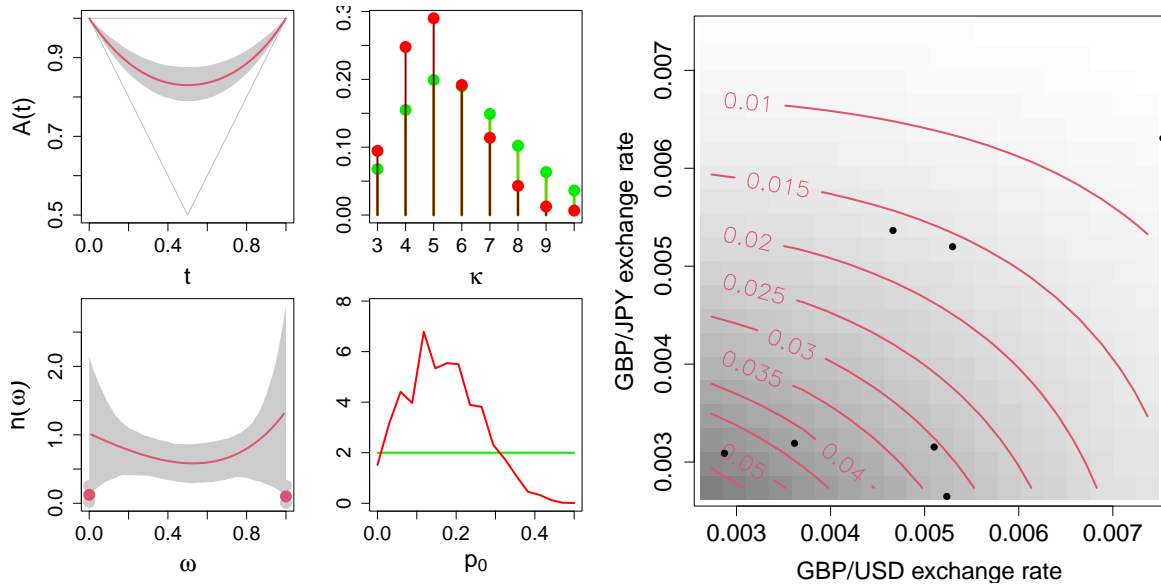 A(t)
0.5 0.7 0.9
0.0 0.4 0.8
t
0.00 0.10 0.20 0.3
3 4 5 6 7 8 9
κ
n(ω)
0.0 1.0 2.0
0.0 0.4 0.8
ω
0 2 4 6 8
0.0 0.2 0.4
p₀
GBP/JPY exchange rate
0.003 0.004 0.005 0.006 0.007
0.01
0.015
0.02
0.025
0.03
0.035
0.04
0.05
0.003 0.004 0.005 0.006 0.007
GBP/USD exchange rate